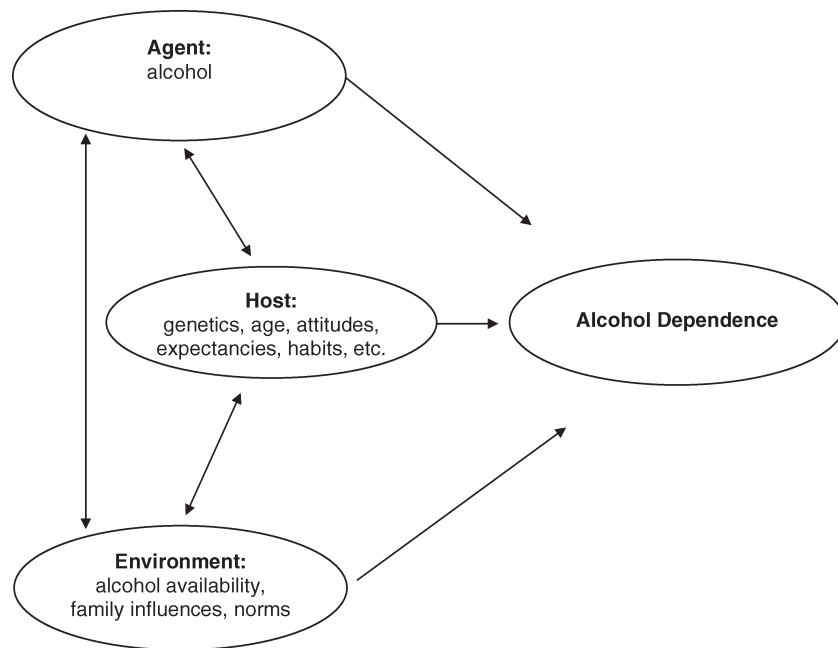 Agent:
alcohol
Host:
genetics, age, attitudes,
expectancies, habits, etc.
Alcohol Dependence
Environment:
alcohol availability,
family influences, norms